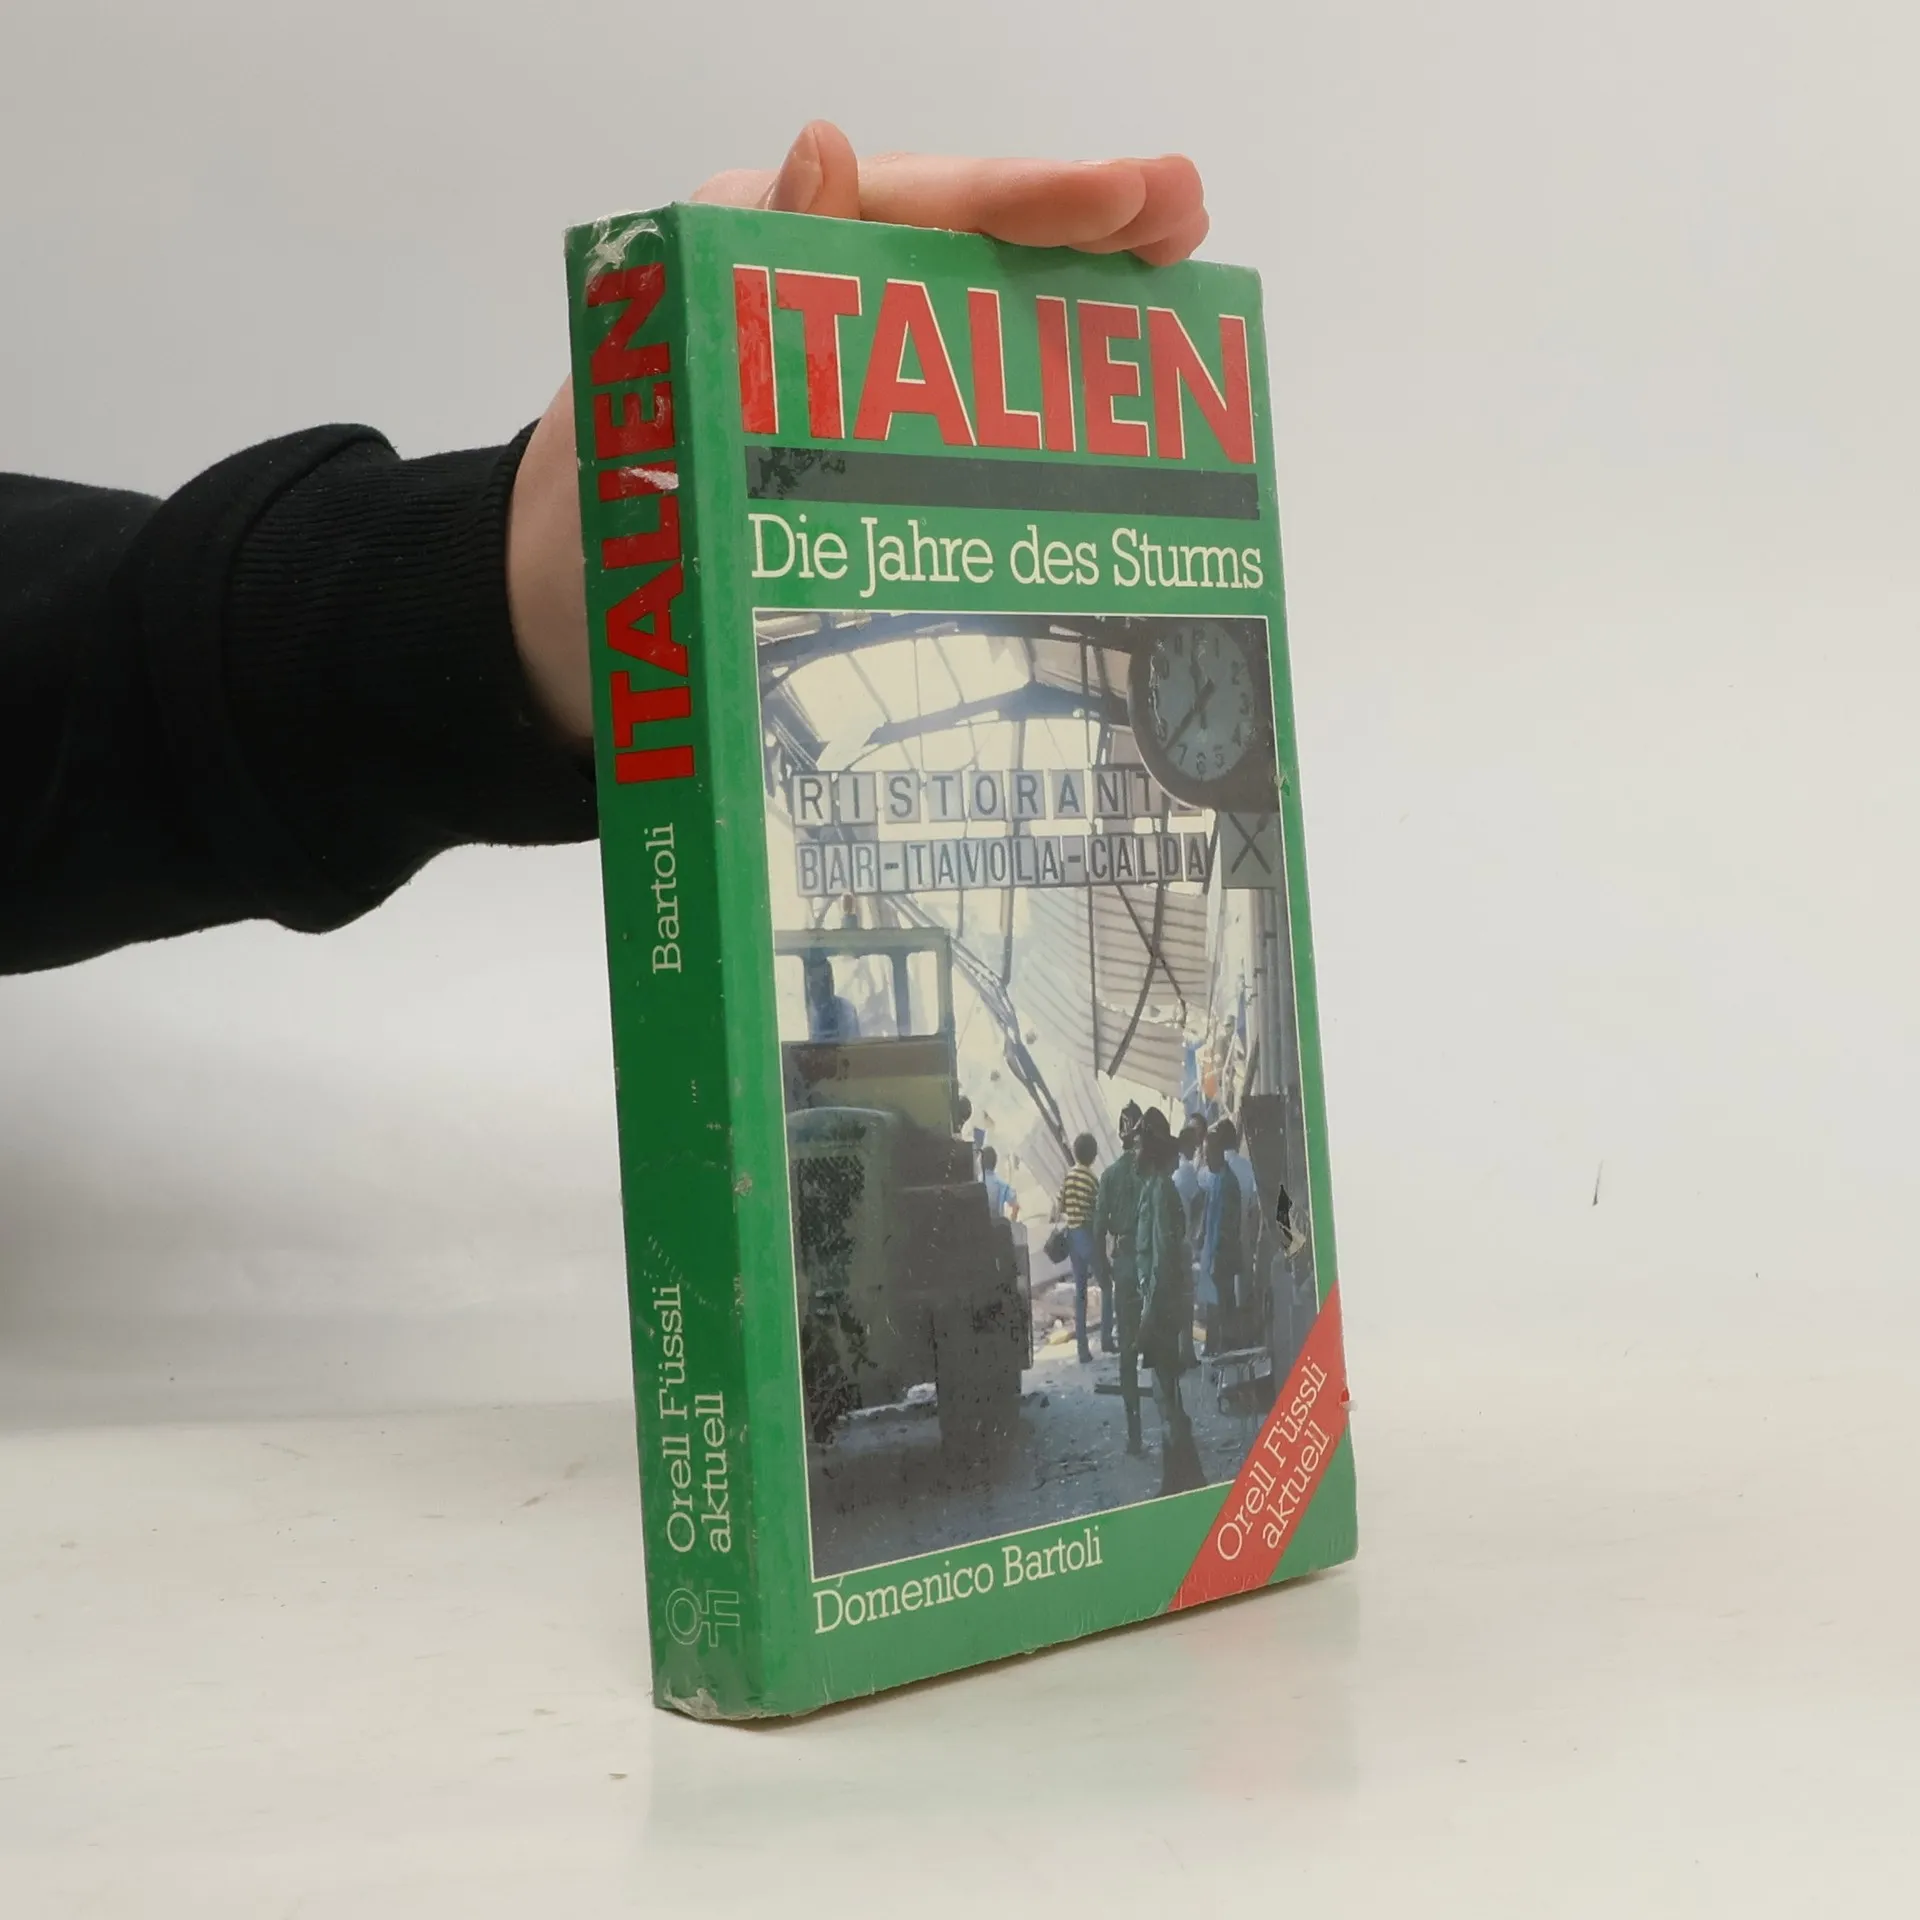 ITALIEN
Bartoli
Orell Füssli
aktuell
ITALIEN
Die Jahre des Sturms
RISTORANTE
BAR-TAVOLA-CALDA
Domenico Bartoli
Orell Füssli
aktuell